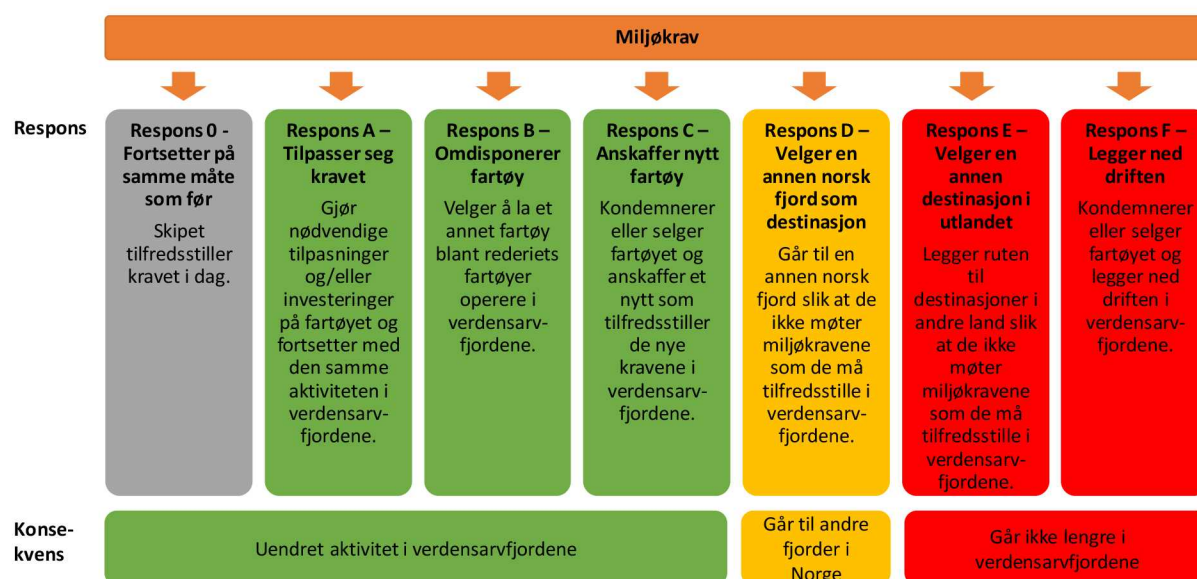 Miljøkrav
Respons
Respons 0 -
Fortsetter på
samme måte
som før
Skipet
tilfredsstiller
kravet i dag.
Respons A –
Tilpasser seg
kravet
Gjør
nødvendige
tilpasninger
og/eller
investeringer
på fartøyet og
fortsetter med
den samme
aktiviteten i
verdensarv-
fjordene.
Respons B –
Omdisponerer
fartøy
Velger å la et
annet fartøy
blant rederiets
fartøyer
operere i
verdensarv-
fjordene.
Respons C –
Anskaffer nytt
fartøy
Kondemnerer
eller selger
fartøyet og
anskaffer et
nytt som
tilfredsstiller
de nye
kravene i
verdensarv-
fjordene.
Respons D –
Velger en
annen norsk
fjord som
destinasjon
Går til en
annen norsk
fjord slik at de
ikke møter
miljøkravene
som de må
tilfredsstille i
verdensarv-
fjordene.
Respons E –
Velger en
annen
destinasjon i
utlandet
Legger ruten
til
destinasjoner i
andre land slik
at de ikke
møter
miljøkravene
som de må
tilfredsstille i
verdensarv-
fjordene.
Respons F –
Legger ned
driften
Kondemnerer
eller selger
fartøyet og
legger ned
driften i
verdensarv-
fjordene.
Konse-
kvens
Uendret aktivitet i verdensarvfjordene
Går til andre
fjorder i
Norge
Går ikke lengre i
verdensarvfjordene